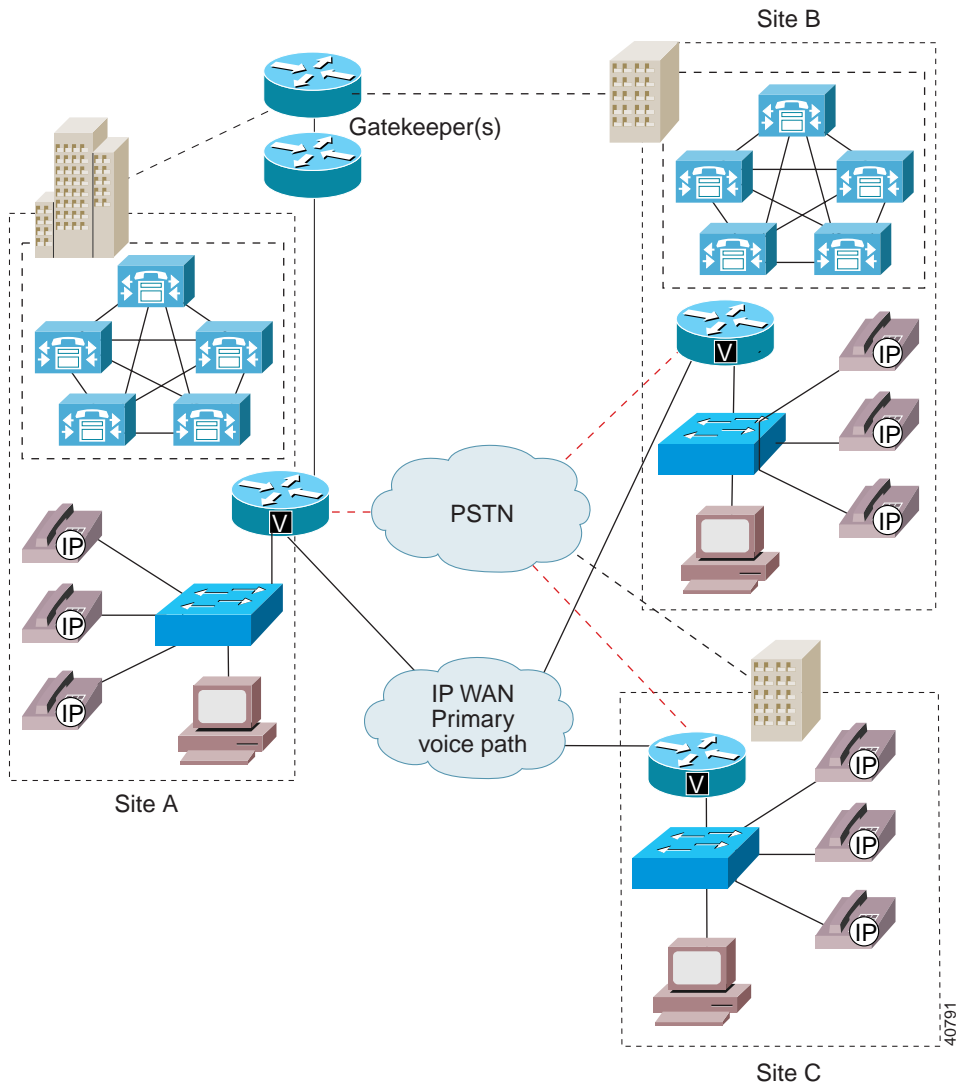 Site B
Gatekeeper(s)
V
IP
IP
IP
V
PSTN
IP
IP
IP
IP WAN
Primary
voice path
Site A
V
IP
IP
IP
40791
Site C